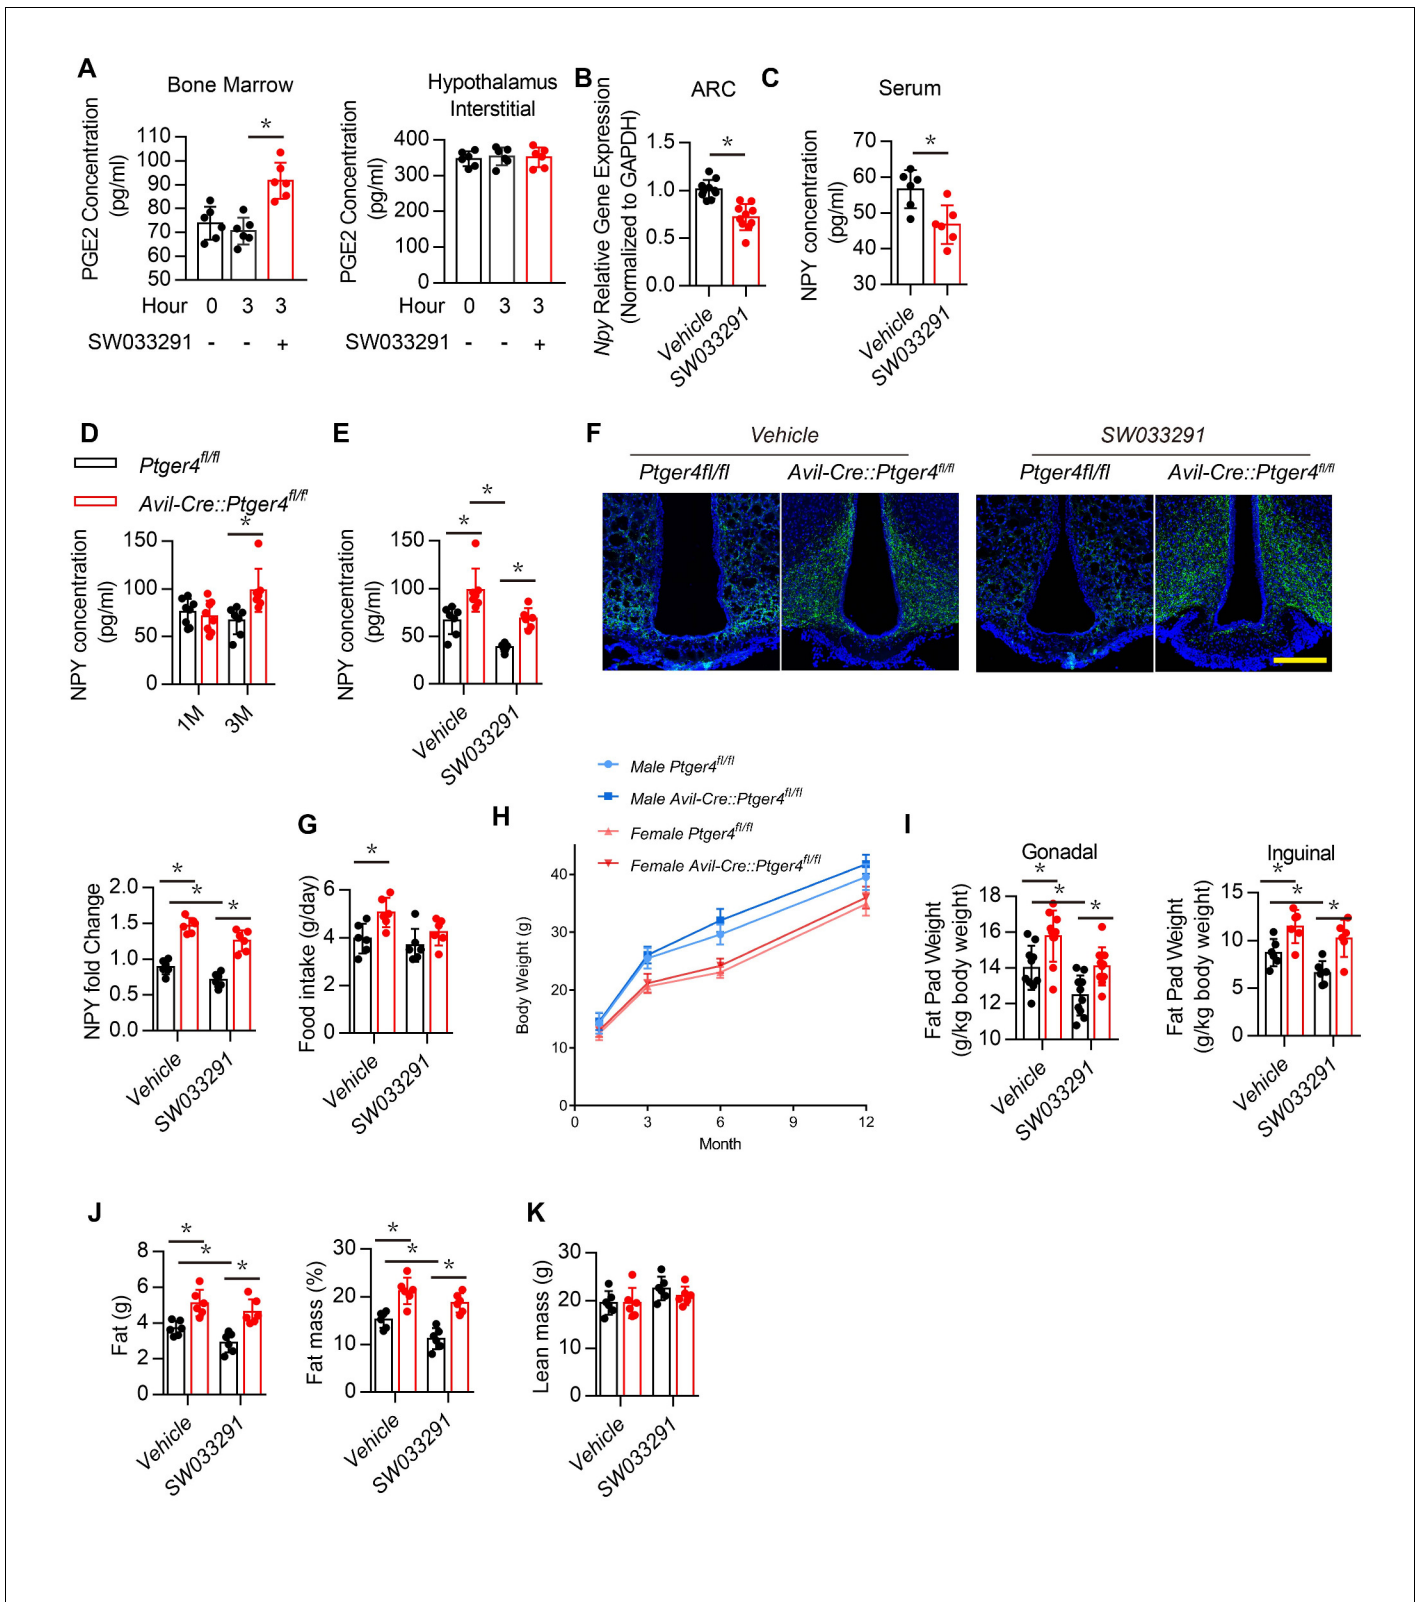 A
Bone Marrow
PGE2 Concentration
(pg/ml)
110
100
90
80
70
60
50
*
Hour 0 3 3
SW033291 - - +
Hypothalamus
Interstitial
PGE2 Concentration
(pg/ml)
400
300
200
100
0
0 3 3
SW033291 - - +
B
ARC
Npy Relative Gene Expression
(Normalized to GAPDH)
1.5
1.0
0.5
0.0
*
Vehicle
SW033291
C
Serum
NPY concentration
(pg/ml)
70
60
50
40
30
*
Vehicle
SW033291
D
Ptger4fl/fl
Avil-Cre::Ptger4fl/f
NPY concentration
(pg/ml)
150
100
50
0
*
1M
3M
E
NPY concentration
(pg/ml)
150
100
50
0
*
*
*
Vehicle
SW033291
F
Vehicle
SW033291
Ptger4fl/fl
Avil-Cre::Ptger4fl/fl
Ptger4fl/fl
Avil-Cre::Ptger4fl/fl
NPY fold Change
2.0
1.5
1.0
0.5
0.0
*
*
*
Vehicle
SW033291
G
Food intake (g/day)
6
4
2
0
*
Vehicle
SW033291
H
Male Ptger4fl/fl
Male Avil-Cre::Ptger4fl/fl
Female Ptger4fl/fl
Female Avil-Cre::Ptger4fl/fl
Body Weight (g)
40
30
20
10
0
0 3 6 9 12
Month
I
Gonadal
Fat Pad Weight
(g/kg body weight)
18
16
14
12
10
*
*
*
Vehicle
SW033291
Inguinal
Fat Pad Weight
(g/kg body weight)
15
10
5
0
*
*
*
Vehicle
SW033291
J
Fat (g)
8
6
4
2
0
*
*
*
Vehicle
SW033291
Fat mass (%)
30
20
10
0
*
*
*
Vehicle
SW033291
K
Lean mass (g)
30
20
10
0
Vehicle
SW033291